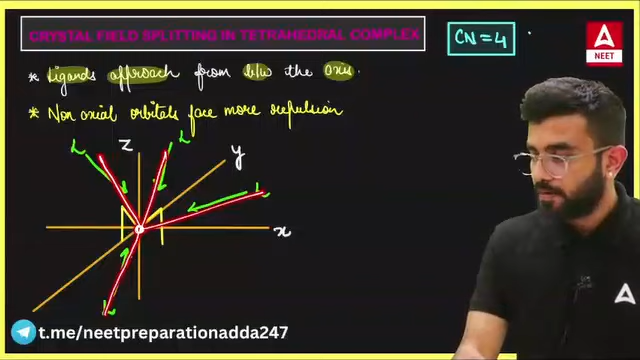 CRYSTAL FIELD SPLITTING IN TETRAHEDRAL COMPLEX
CN = 4
A
NEET
* Ligands approach from b/w the axis.
* Non axial orbitals face more repulsion
L
Z
L
y
L
x
L
t.me/neetpreparationadda247
A